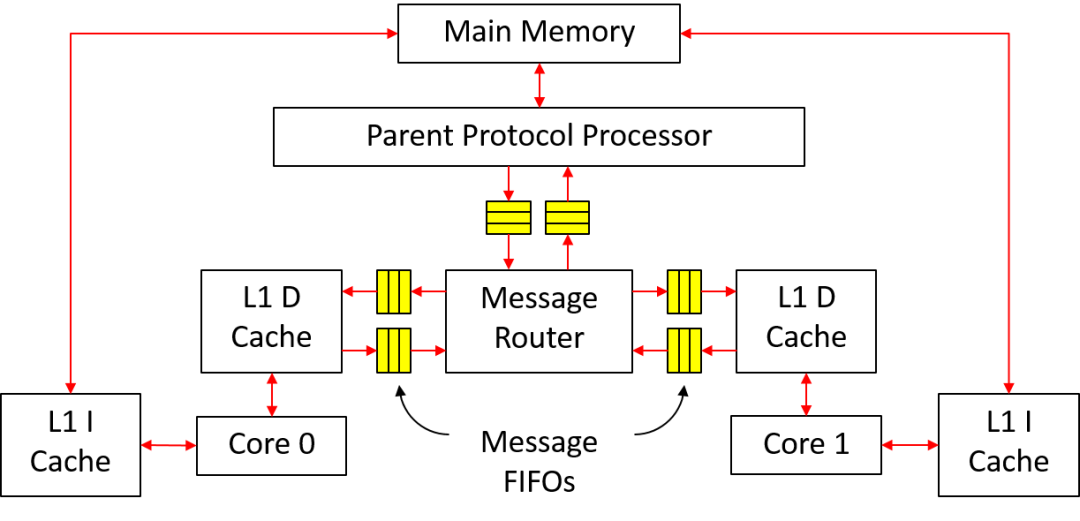 Main Memory
Parent Protocol Processor
L1 D
Cache
Message
Router
L1 D
Cache
L1 I
Cache
Core 0
Message
FIFOs
Core 1
L1 I
Cache